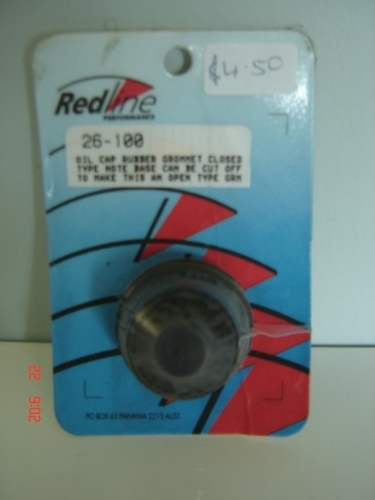 $4.50
Redline
PERFORMANCE
26-100
OIL CAP RUBBER GROMMET CLOSED
TYPE NOTE BASE CAN BE CUT OFF
TO MAKE THIS AN OPEN TYPE GRM
PO BOX 63 PANANIA 2213 AUST.
20:6 22